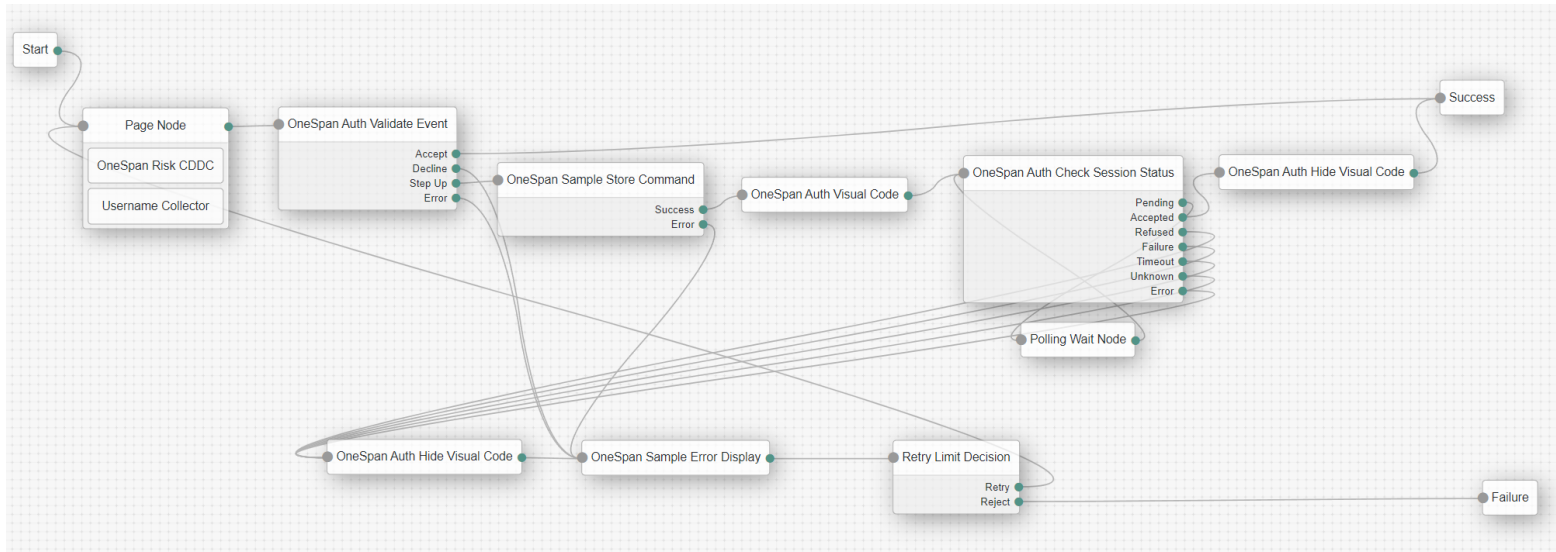 Start
Page Node
OneSpan Risk CDDC
Username Collector
OneSpan Auth Validate Event
Accept
Decline
Step Up
Error
OneSpan Sample Store Command
Success
Error
OneSpan Auth Visual Code
OneSpan Auth Check Session Status
Pending
Accepted
Refused
Failure
Timeout
Unknown
Error
OneSpan Auth Hide Visual Code
Success
Polling Wait Node
OneSpan Auth Hide Visual Code
OneSpan Sample Error Display
Retry Limit Decision
Retry
Reject
Failure